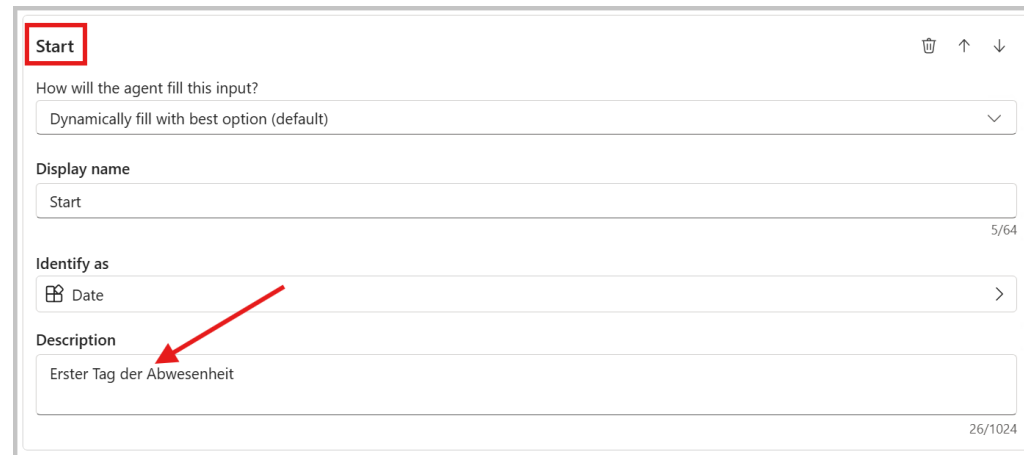 Start
How will the agent fill this input?
Dynamically fill with best option (default)
Display name
Start
5/64
Identify as
Date
Description
Erster Tag der Abwesenheit
26/1024